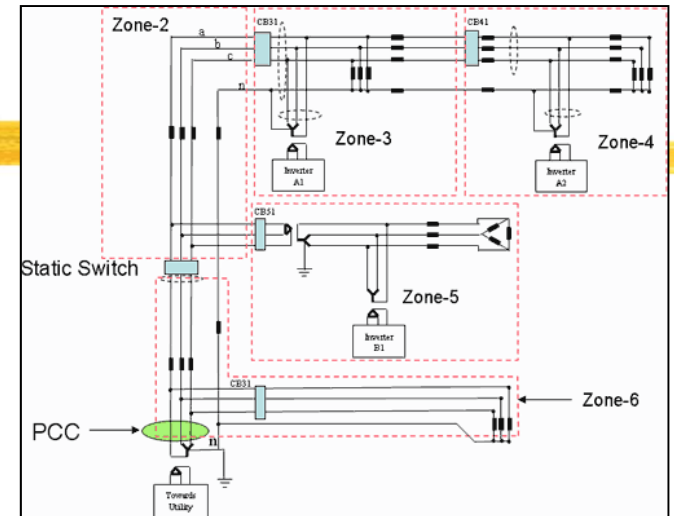 Zone-2
CB31
CB41
a
b
c
n
Zone-3
Zone-4
Inverter
A1
Inverter
A2
CB51
Static Switch
Zone-5
Inverter
B1
CB31
Zone-6
PCC
n
Towards
Utility